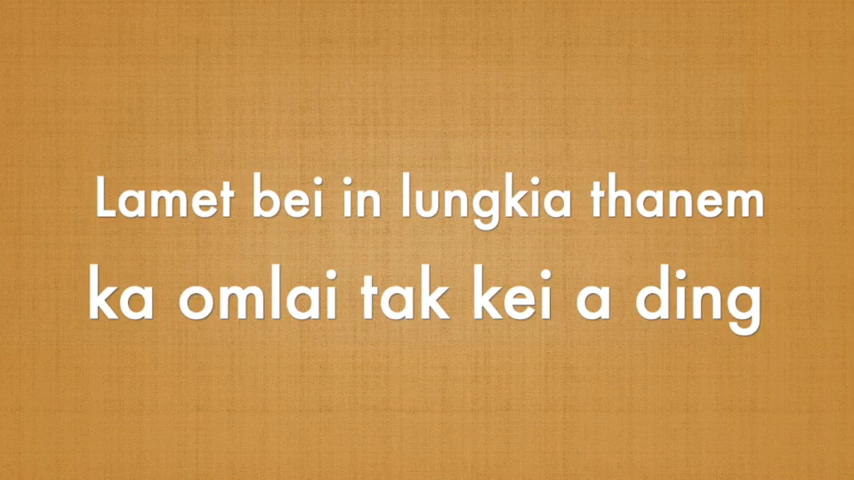 Lamet bei in lungkia thanem
ka omlai tak kei a ding